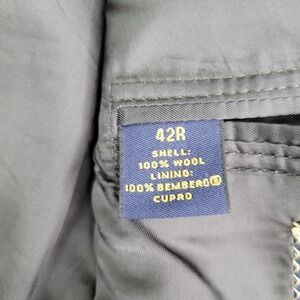 42R
SHELL:
100% WOOL
LINING:
100% BEMBERG®
CUPRO